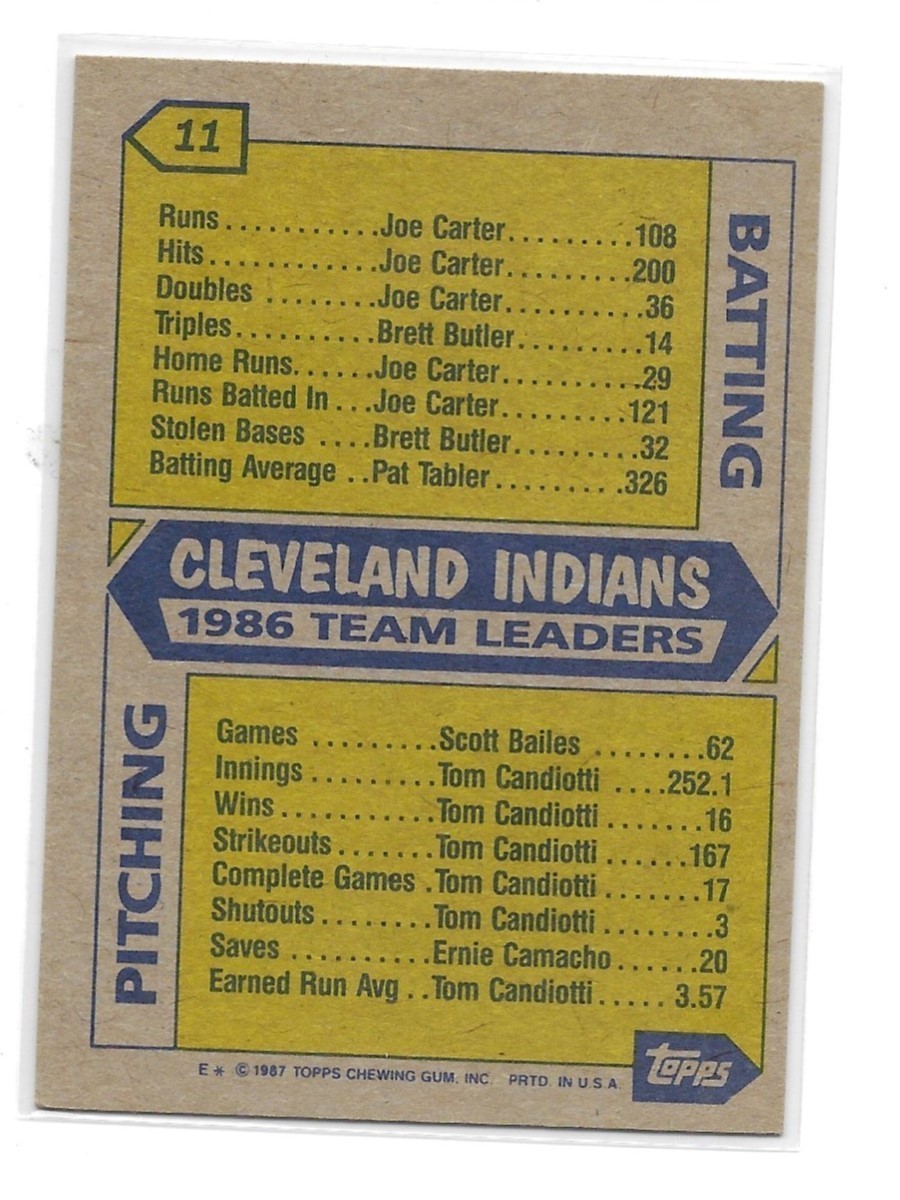 11
BATTING
Runs...........Joe Carter.........108
Hits............Joe Carter.........200
Doubles ........Joe Carter..........36
Triples..........Brett Butler.........14
Home Runs......Joe Carter..........29
Runs Batted In ...Joe Carter.........121
Stolen Bases ....Brett Butler.........32
Batting Average ..Pat Tabler.........326
CLEVELAND INDIANS
1986 TEAM LEADERS
PITCHING
Games .........Scott Bailes ........62
Innings.........Tom Candiotti ....252.1
Wins...........Tom Candiotti.......16
Strikeouts.......Tom Candiotti......167
Complete Games .Tom Candiotti.......17
Shutouts........Tom Candiotti........3
Saves ..........Ernie Camacho......20
Earned Run Avg ..Tom Candiotti..... 3.57
E* © 1987 TOPPS CHEWING GUM, INC. PRTD. IN U.S.A.
topps